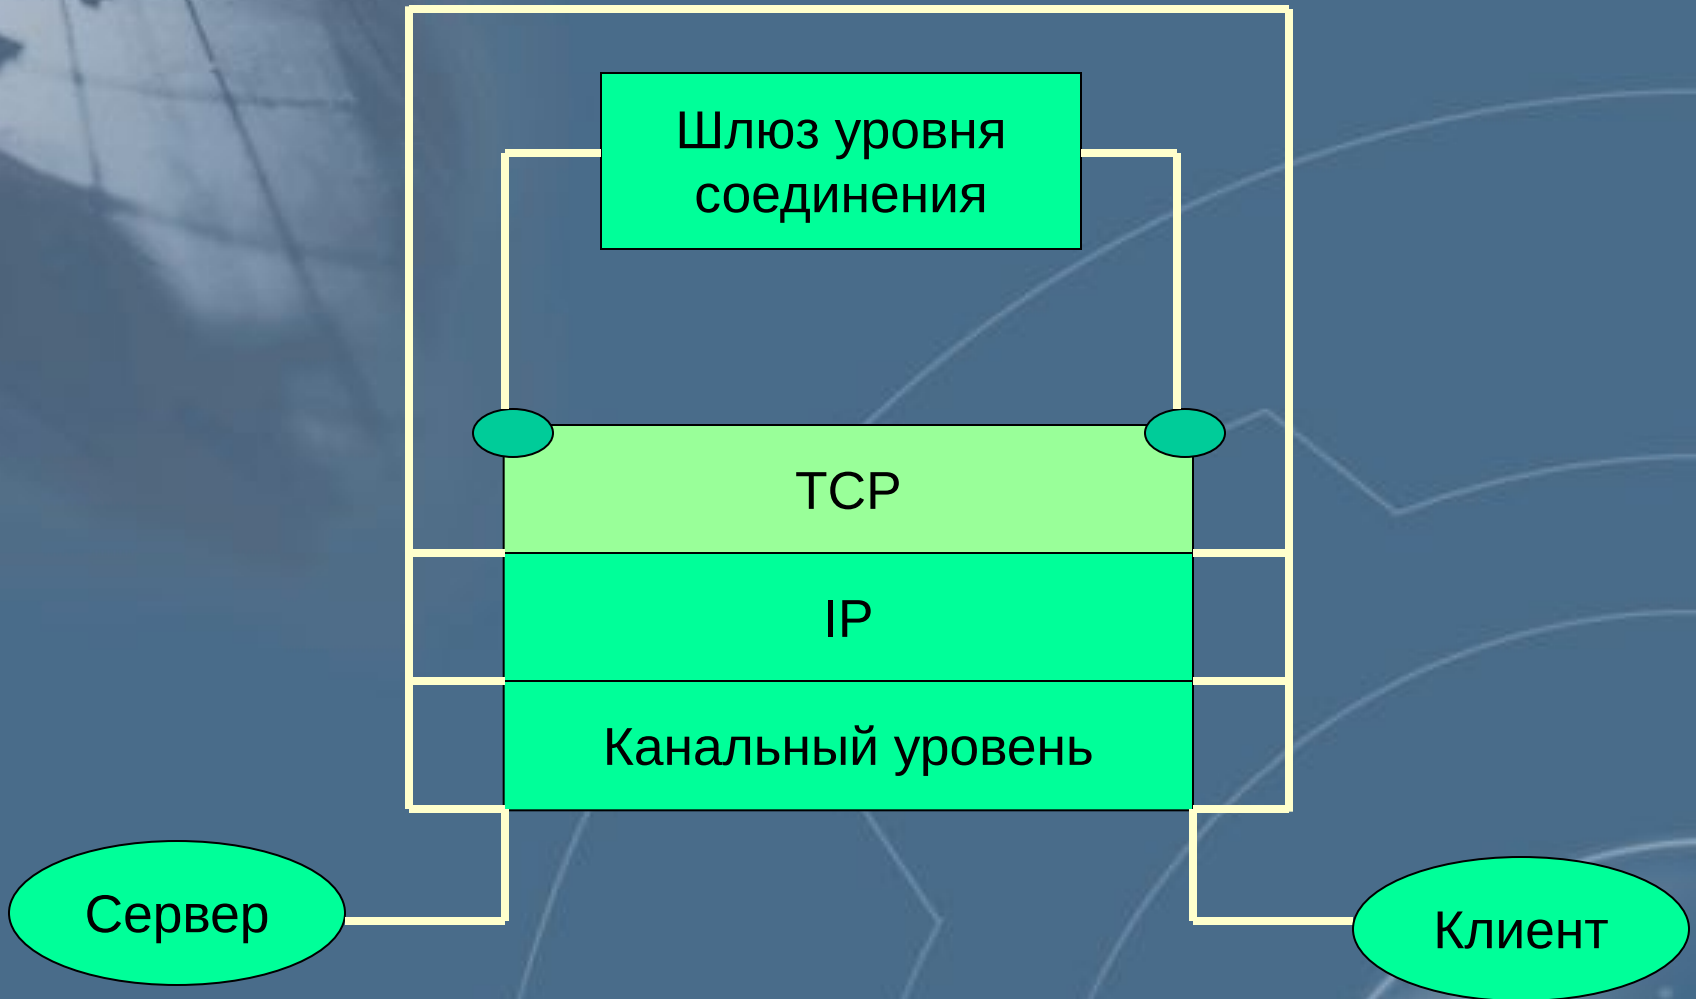 Шлюз уровня
соединения
TCP
IP
Канальный уровень
Сервер
Клиент